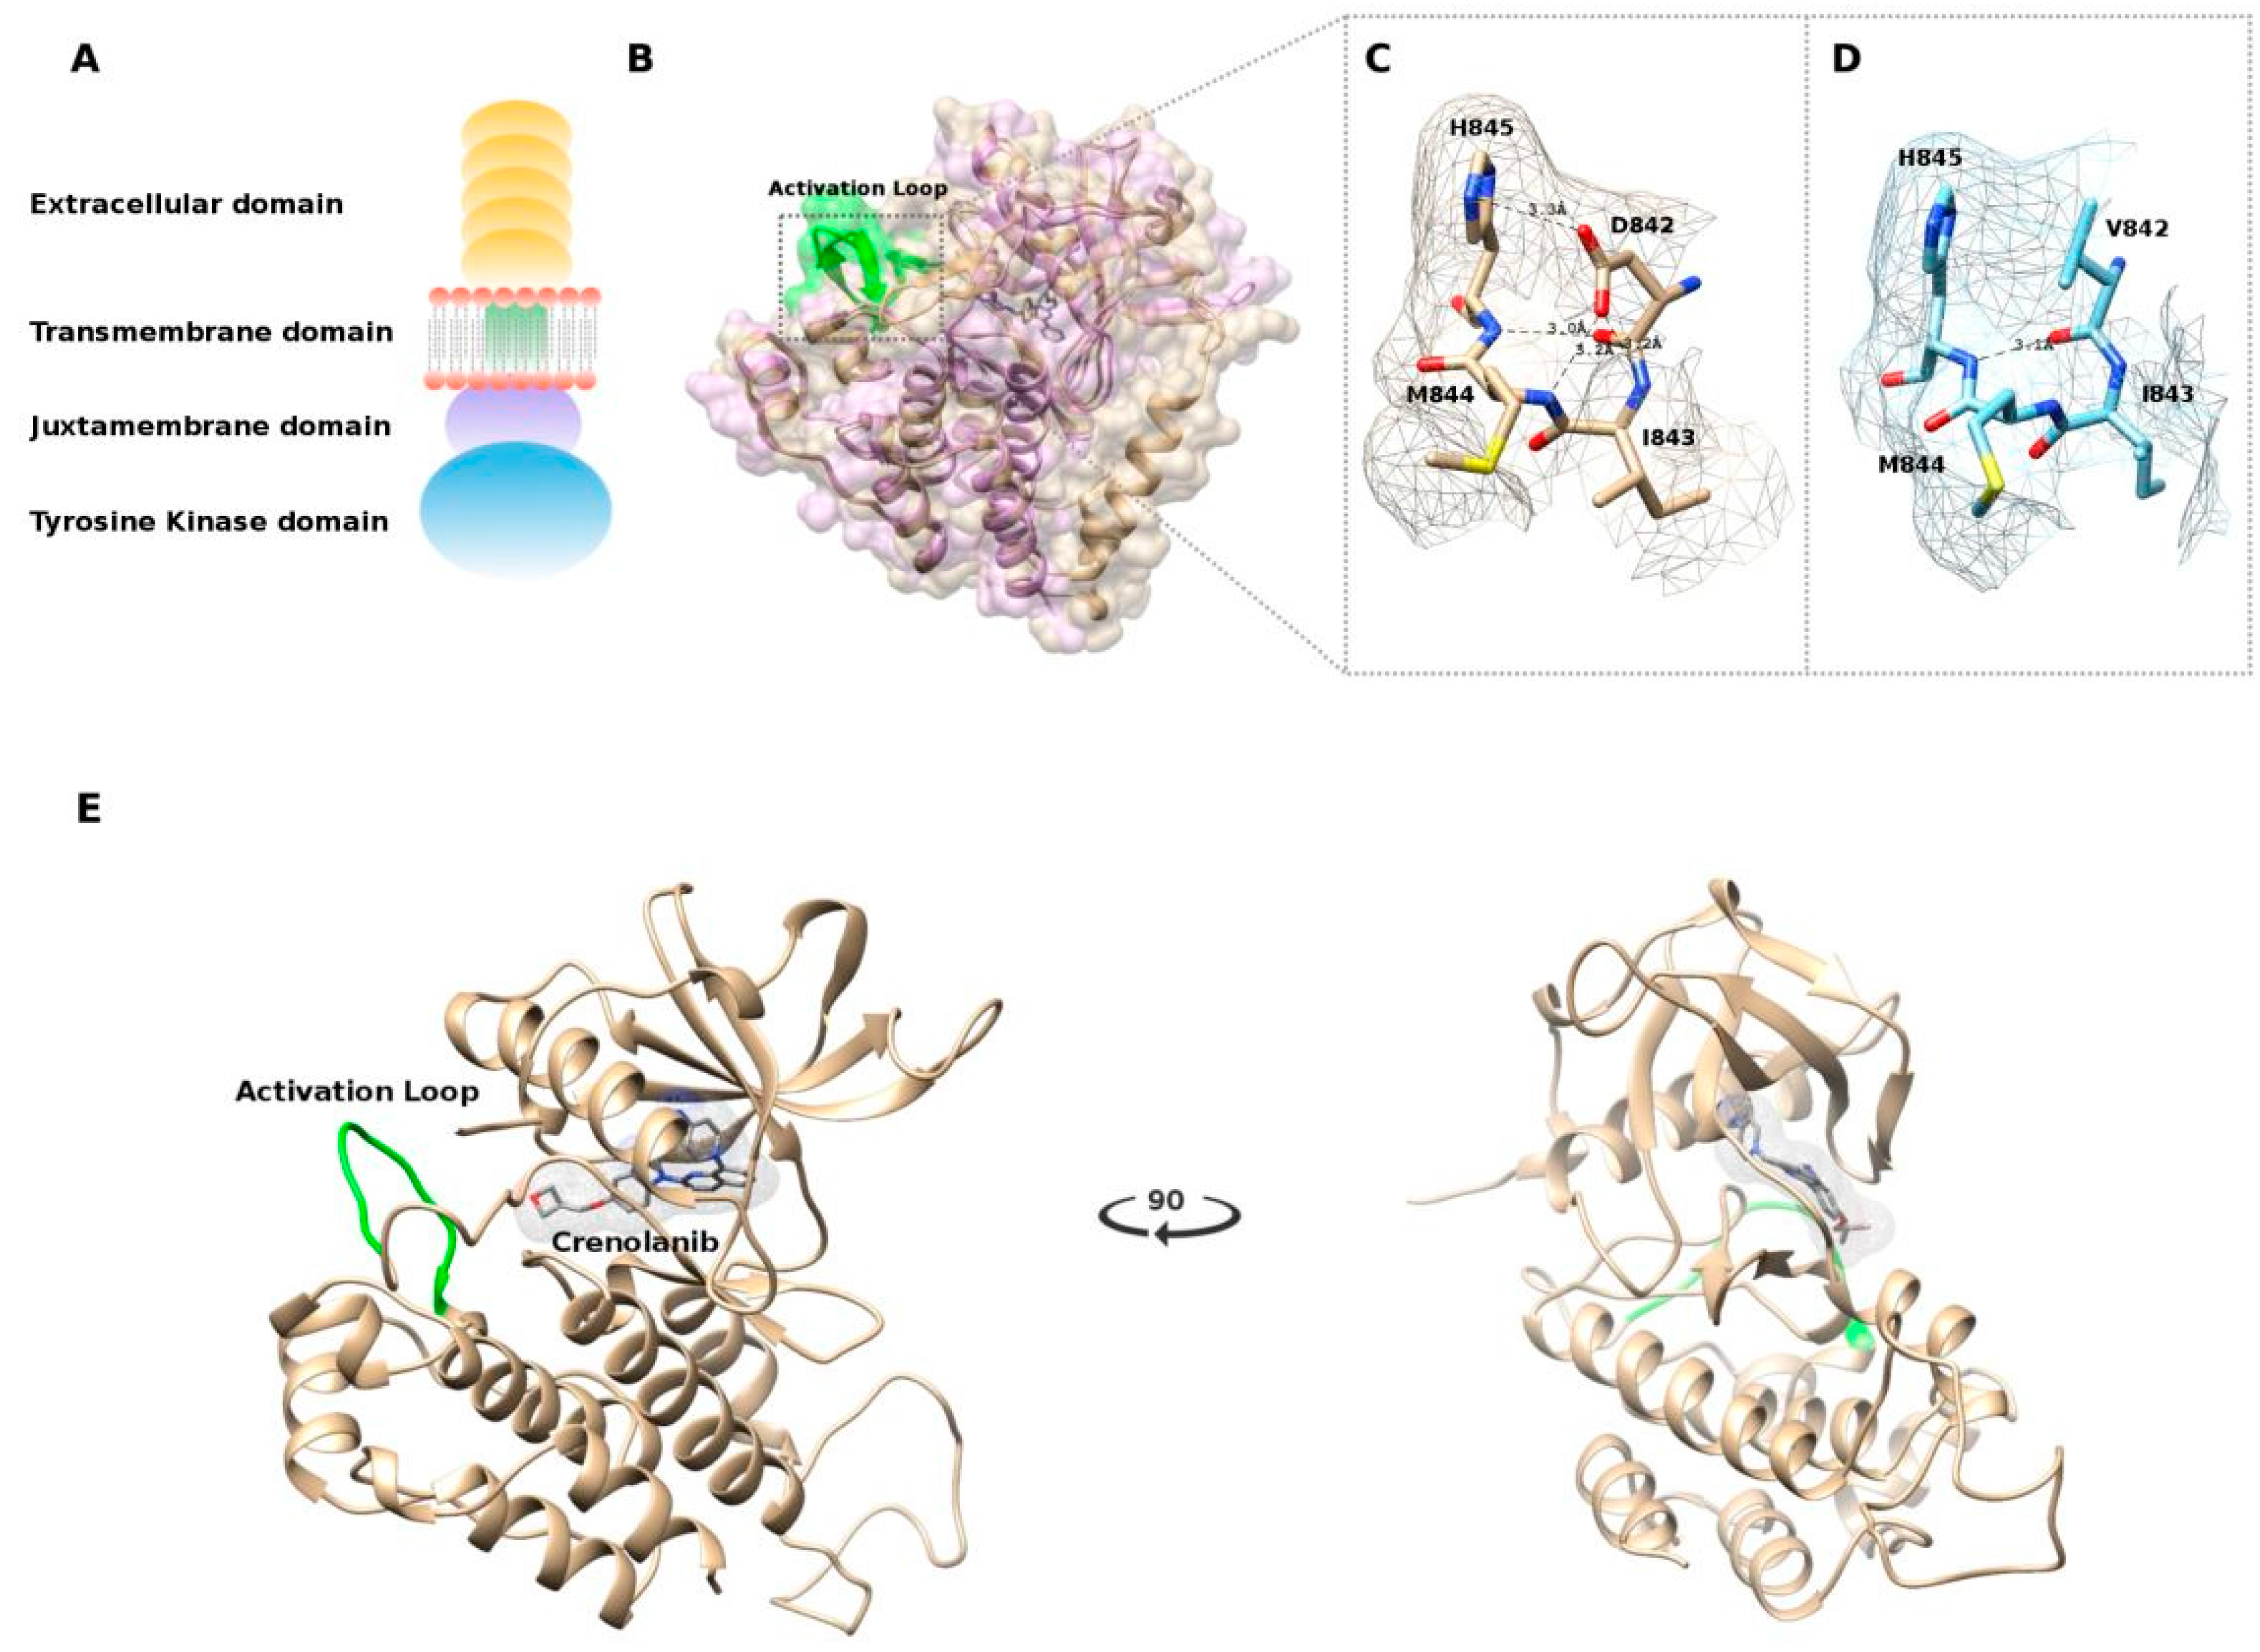 A
Extracellular domain
Transmembrane domain
Juxtamembrane domain
Tyrosine Kinase domain
B
Activation Loop
C
H845
3.3Å
D842
3.0Å
3.2Å
3.2Å
M844
I843
D
H845
V842
3.1Å
I843
M844
E
Activation Loop
Crenolanib
90